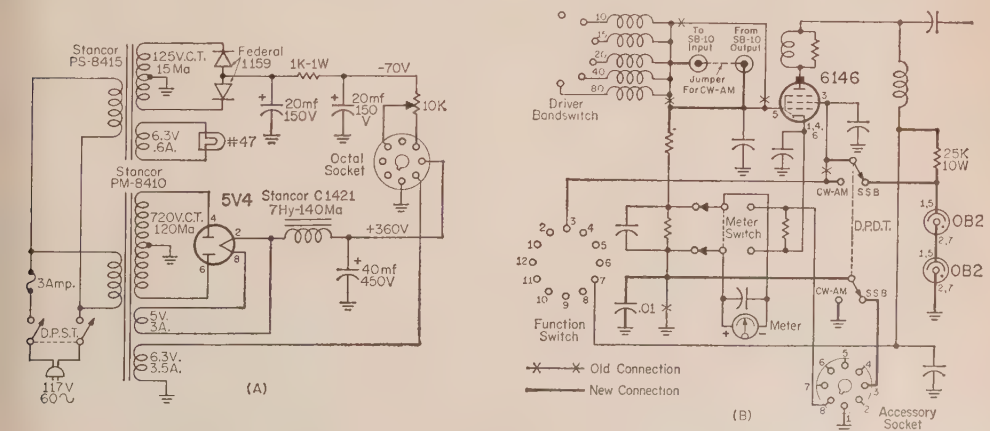 Stancor
PS-8415
125V.C.T.
15Ma
Federal
1159
1K-1W
-70V
20mf
150V
20mf
150
V
10K
6.3V
.6A.
#47
Octal
Socket
Stancor
PM-8410
5V4
Stancor C1421
7Hy-140Ma
720V.C.T.
120Ma
4
2
8
6
+360V
40mf
450V
3Amp.
D.P.S.T.
5V.
3A.
6.3V.
3.5A.
117V
60~
(A)
10
15
20
40
80
Driver
Bandswitch
To
SB-10
Input
From
SB-10
Output
Jumper
For CW-AM
6146
5
3
1,4,
6
25K
10W
CW-AM
SSB
D.P.D.T.
1,5
OB2
2,7
1,5
OB2
2,7
3
2
4
1
5
12
6
11
7
10
9
8
Function
Switch
Meter
Switch
.01
+
-
Meter
CW-AM
SSB
Old Connection
New Connection
5
6
4
7
3
8
2
1
Accessory
Socket
(B)